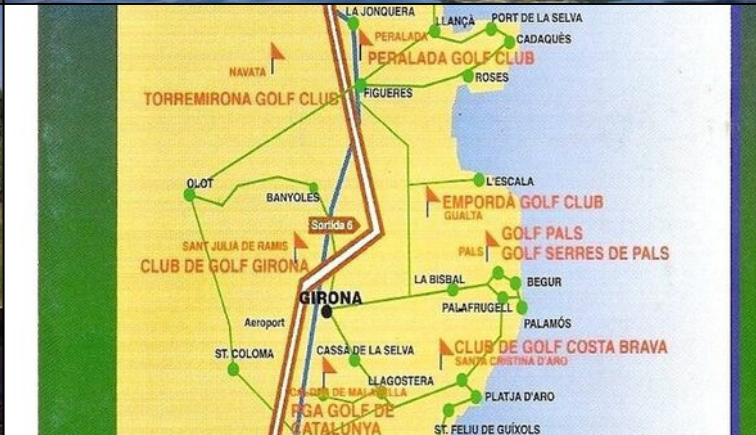 LA JONQUERA
LLANÇÀ
PORT DE LA SELVA
PERALADA
CADAQUÈS
PERALADA GOLF CLUB
NAVATA
ROSES
TORREMIRONA GOLF CLUB
FIGUERES
OLOT
L'ESCALA
BANYOLES
EMPORDÀ GOLF CLUB
GUALTA
Sortida 6
GOLF PALS
SANT JULIA DE RAMIS
PALS
GOLF SERRES DE PALS
CLUB DE GOLF GIRONA
LA BISBAL
BEGUR
GIRONA
PALAFRUGELL
Aeroport
PALAMÓS
ST. COLOMA
CASSÀ DE LA SELVA
CLUB DE GOLF COSTA BRAVA
SANTA CRISTINA D'ARO
LLAGOSTERA
CALDES DE MALAVELLA
PLATJA D'ARO
PGA GOLF DE
CATALUNYA
ST. FELIU DE GUÍXOLS